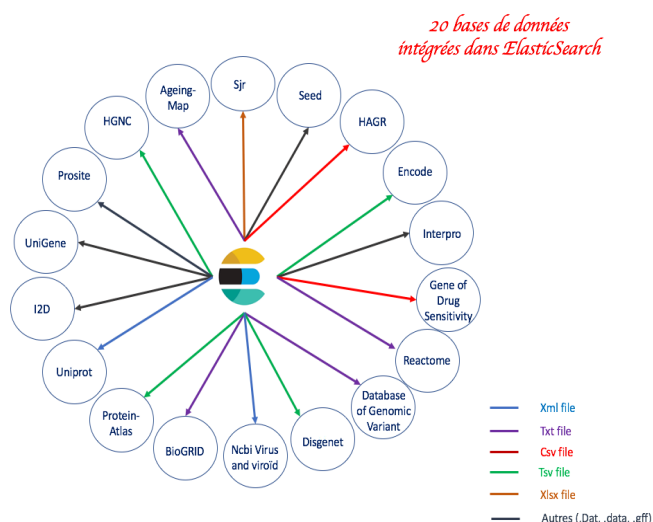 20 bases de données
intégrées dans ElasticSearch
Sjr
Ageing-
Map
Seed
HGNC
HAGR
Prosite
Encode
UniGene
Interpro
I2D
Gene of
Drug
Sensitivity
Uniprot
Reactome
Protein-
Atlas
Database
of Genomic
Variant
BioGRID
Ncbi Virus
and viroïd
Disgenet
Xml file
Txt file
Csv file
Tsv file
Xlsx file
Autres (.Dat, .data, .gff)